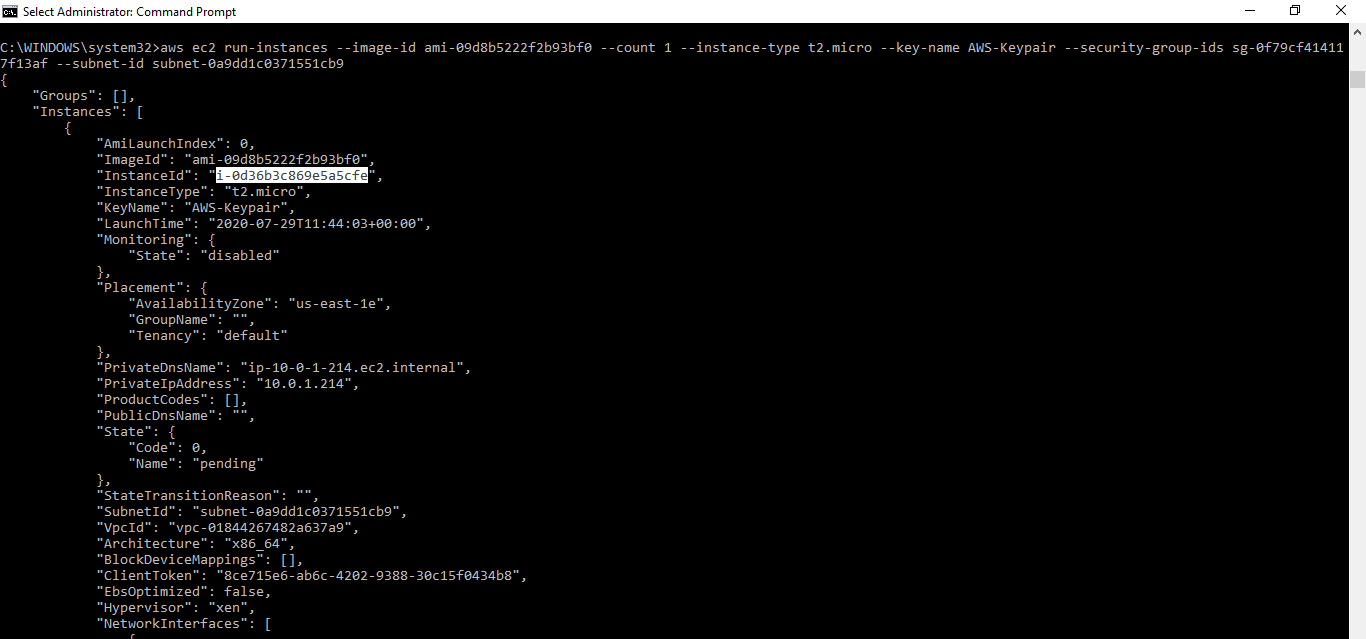 Select Administrator: Command Prompt
C:\WINDOWS\system32>aws ec2 run-instances --image-id ami-09d8b5222f2b93bf0 --count 1 --instance-type t2.micro --key-name AWS-Keypair --security-group-ids sg-0f79cf41411
7f13af --subnet-id subnet-0a9dd1c0371551cb9
{
    "Groups": [],
    "Instances": [
        {
            "AmiLaunchIndex": 0,
            "ImageId": "ami-09d8b5222f2b93bf0",
            "InstanceId": "i-0d36b3c869e5a5cfe",
            "InstanceType": "t2.micro",
            "KeyName": "AWS-Keypair",
            "LaunchTime": "2020-07-29T11:44:03+00:00",
            "Monitoring": {
                "State": "disabled"
            },
            "Placement": {
                "AvailabilityZone": "us-east-1e",
                "GroupName": "",
                "Tenancy": "default"
            },
            "PrivateDnsName": "ip-10-0-1-214.ec2.internal",
            "PrivateIpAddress": "10.0.1.214",
            "ProductCodes": [],
            "PublicDnsName": "",
            "State": {
                "Code": 0,
                "Name": "pending"
            },
            "StateTransitionReason": "",
            "SubnetId": "subnet-0a9dd1c0371551cb9",
            "VpcId": "vpc-01844267482a637a9",
            "Architecture": "x86_64",
            "BlockDeviceMappings": [],
            "ClientToken": "8ce715e6-ab6c-4202-9388-30c15f0434b8",
            "EbsOptimized": false,
            "Hypervisor": "xen",
            "NetworkInterfaces": [
                {